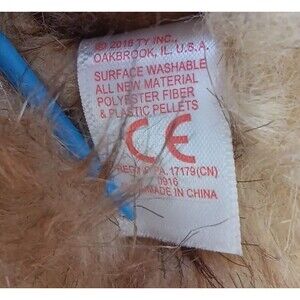 © 2016 TY INC.,
OAKBROOK, IL, U.S.A.
SURFACE WASHABLE
ALL NEW MATERIAL
POLYESTER FIBER
& PLASTIC PELLETS
CE
REG. NO. PA. 17179(CN)
0916
MADE IN CHINA